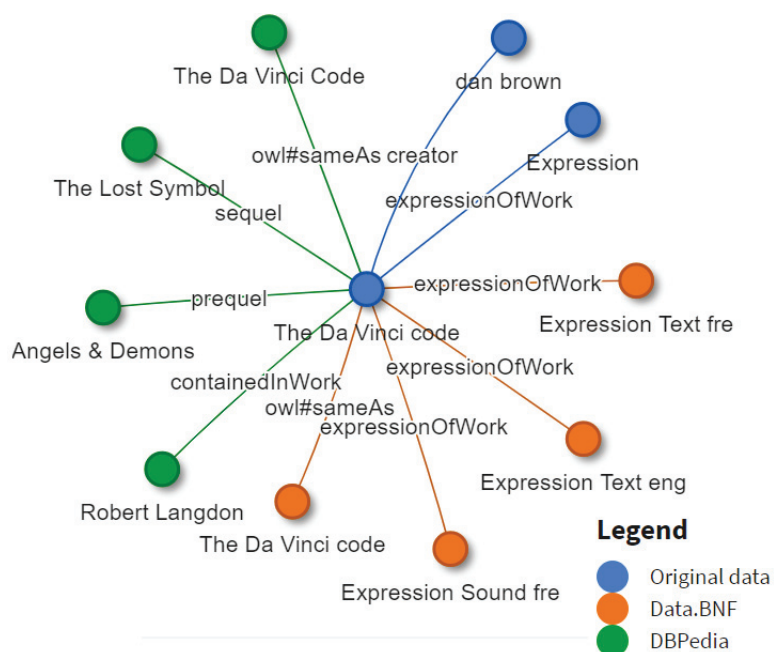 The Da Vinci Code
dan brown
owl#sameAs
creator
Expression
The Lost Symbol
sequel
expressionOfWork
prequel
expressionOfWork
Angels & Demons
The Da Vinci code
Expression Text fre
containedInWork
expressionOfWork
owl#sameAs
expressionOfWork
Robert Langdon
Expression Text eng
The Da Vinci code
Expression Sound fre
Legend
Original data
Data.BNF
DBPedia